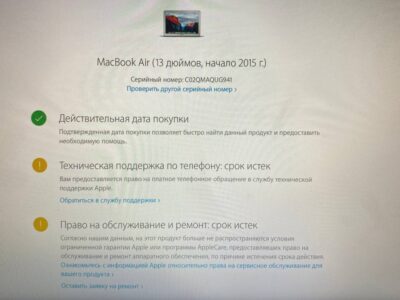 MacBook Air (13 дюймов, начало 2015 г.)
Серийный номер: C02QMAQUG941
Проверить другой серийный номер >
Действительная дата покупки
Подтвержденная дата покупки позволяет быстро найти данный продукт и предоставить
необходимую помощь.
Техническая поддержка по телефону: срок истек
Вам предоставляется право на платное телефонное обращение в службу технической
поддержки Apple.
Обратиться в службу поддержки >
Право на обслуживание и ремонт: срок истек
Согласно нашим данным, на этот продукт больше не распространяются условия
ограниченной гарантии Apple или программы AppleCare, предоставляющих право на
обслуживание и ремонт аппаратного обеспечения, по причине истечения срока действия.
Ознакомьтесь с информацией Apple относительно права на сервисное обслуживание для
вашего продукта >
Оставить заявку на ремонт >